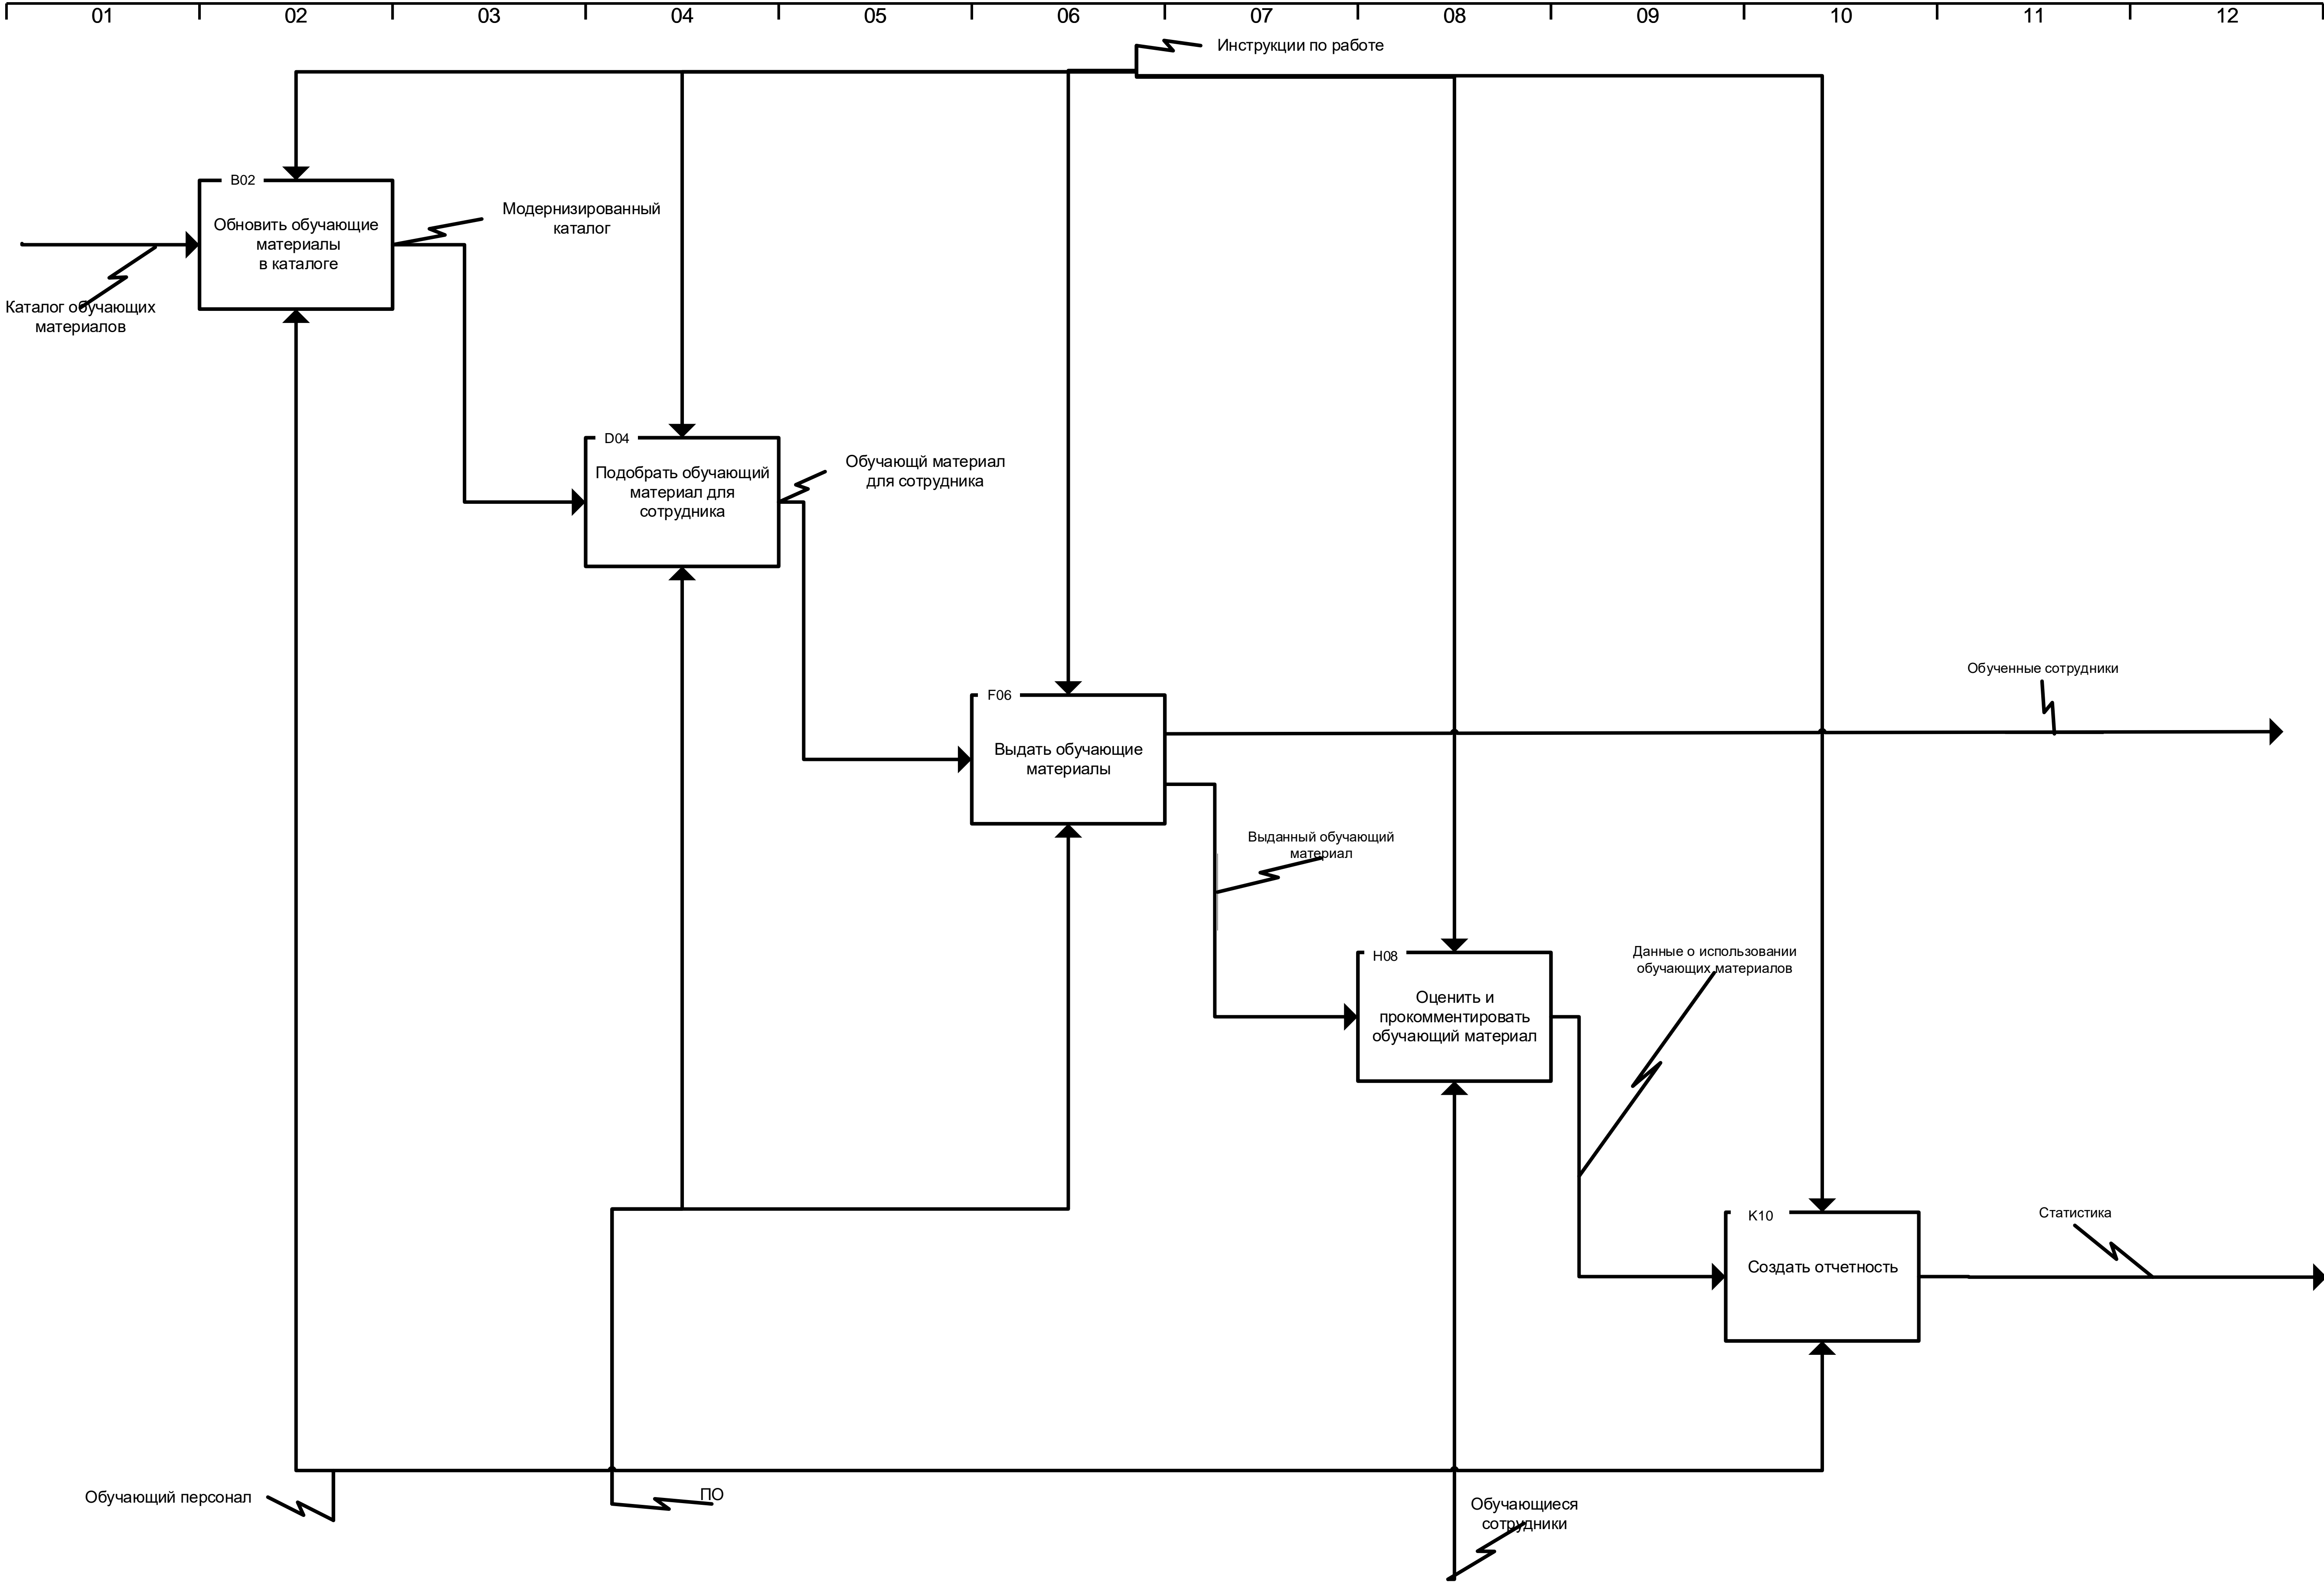 01 02 03 04 05 06 07 08 09 10 11 12
Инструкции по работе
B02
Обновить обучающие
материалы
в каталоге
Модернизированный
каталог
Каталог обучающих
материалов
D04
Подобрать обучающий
материал для
сотрудника
Обучающй материал
для сотрудника
F06
Выдать обучающие
материалы
Обученные сотрудники
Выданный обучающий
материал
H08
Оценить и
прокомментировать
обучающий материал
Данные о использовании
обучающих материалов
K10
Создать отчетность
Статистика
Обучающий персонал
ПО
Обучающиеся
сотрудники